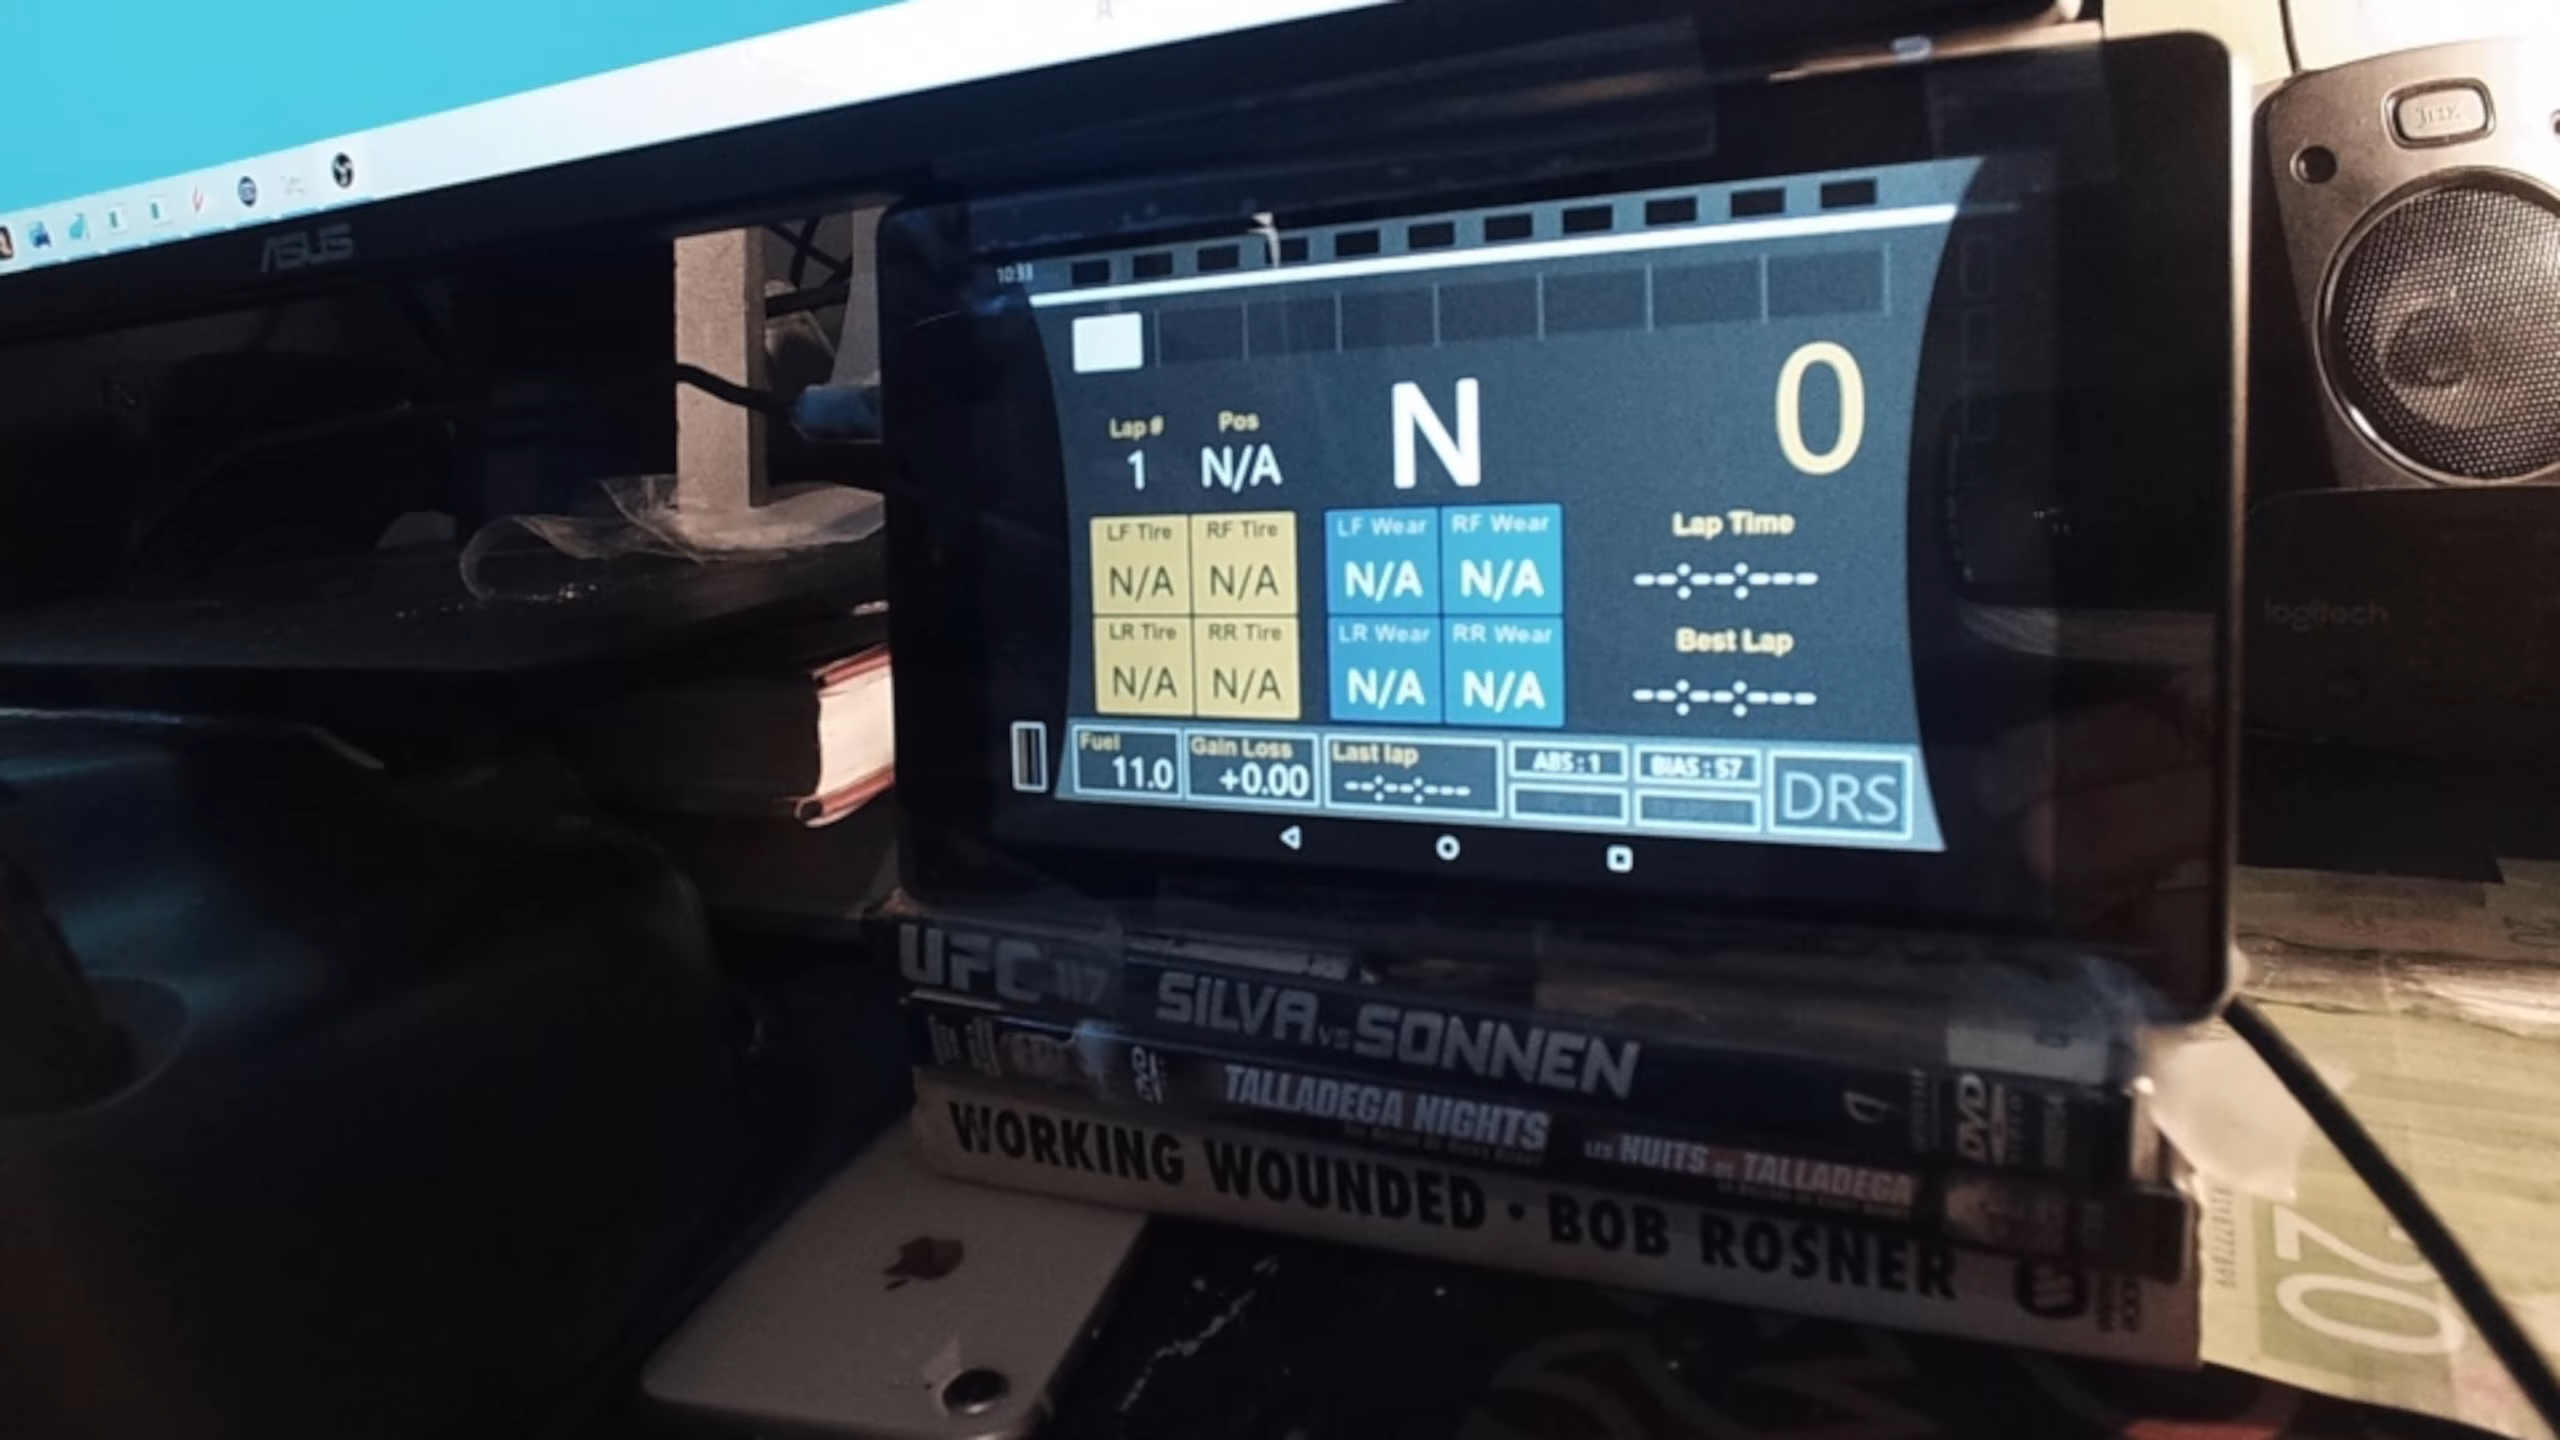 ASUS
10:33
N
0
Lap # Pos
1 N/A
LF Tire RF Tire LF Wear RF Wear
N/A N/A N/A N/A
LR Tire RR Tire LR Wear RR Wear
N/A N/A N/A N/A
Lap Time
--:--:---
Best Lap
--:--:---
Fuel Gain Loss Last lap
11.0 +0.00 --:--:---
ABS : 1 BIAS : 57
DRS
logitech
UFC 117 SILVA VS SONNEN
DVD TALLADEGA NIGHTS LES NUITS DE TALLADEGA
DVD
WORKING WOUNDED • BOB ROSNER
20